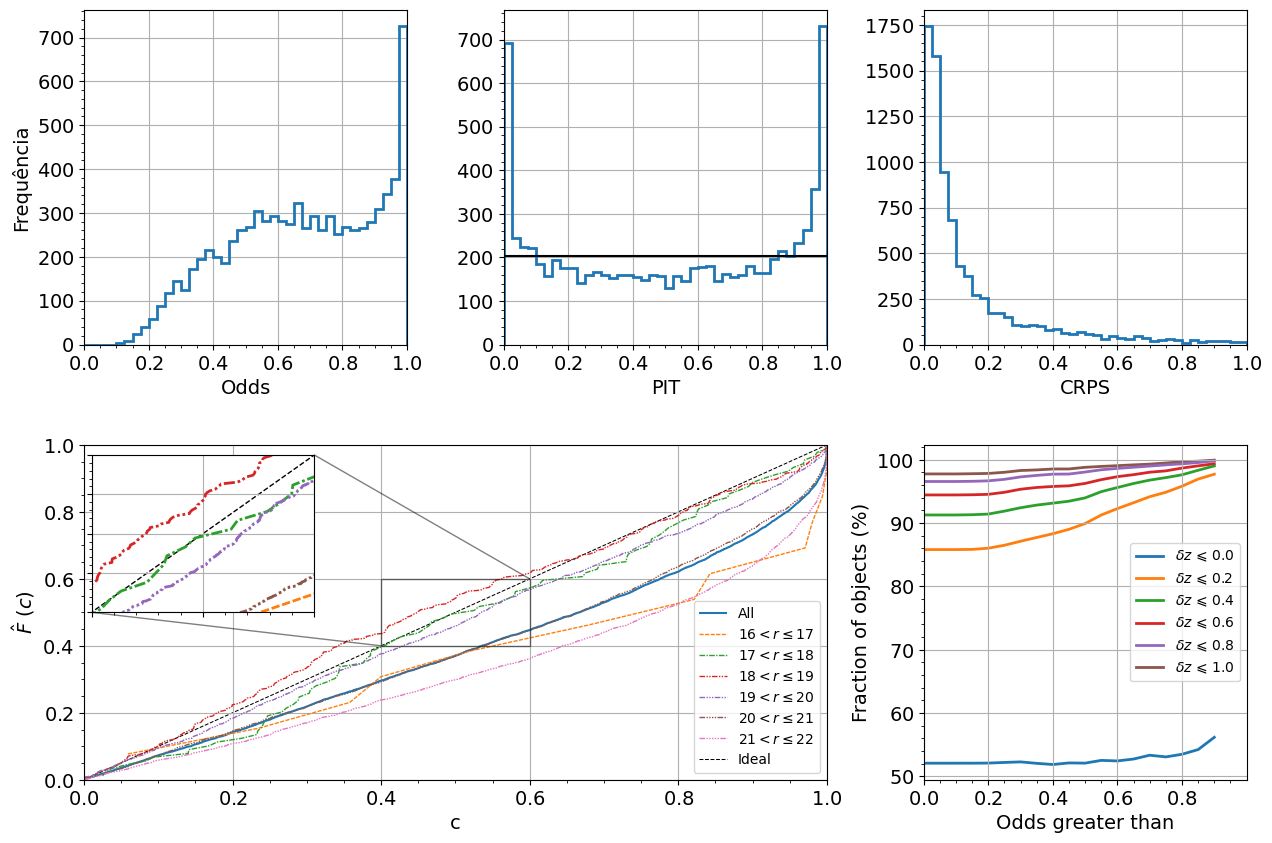 700
600
500
400
300
200
100
0
Frequência
0.0 0.2 0.4 0.6 0.8 1.0
Odds
700
600
500
400
300
200
100
0
0.0 0.2 0.4 0.6 0.8 1.0
PIT
1750
1500
1250
1000
750
500
250
0
0.0 0.2 0.4 0.6 0.8 1.0
CRPS
1.0
0.8
0.6
0.4
0.2
0.0
F̂ (c)
0.0 0.2 0.4 0.6 0.8 1.0
c
All
16 < r ≤ 17
17 < r ≤ 18
18 < r ≤ 19
19 < r ≤ 20
20 < r ≤ 21
21 < r ≤ 22
Ideal
100
90
80
70
60
50
Fraction of objects (%)
0.0 0.2 0.4 0.6 0.8
Odds greater than
δz ⩽ 0.0
δz ⩽ 0.2
δz ⩽ 0.4
δz ⩽ 0.6
δz ⩽ 0.8
δz ⩽ 1.0